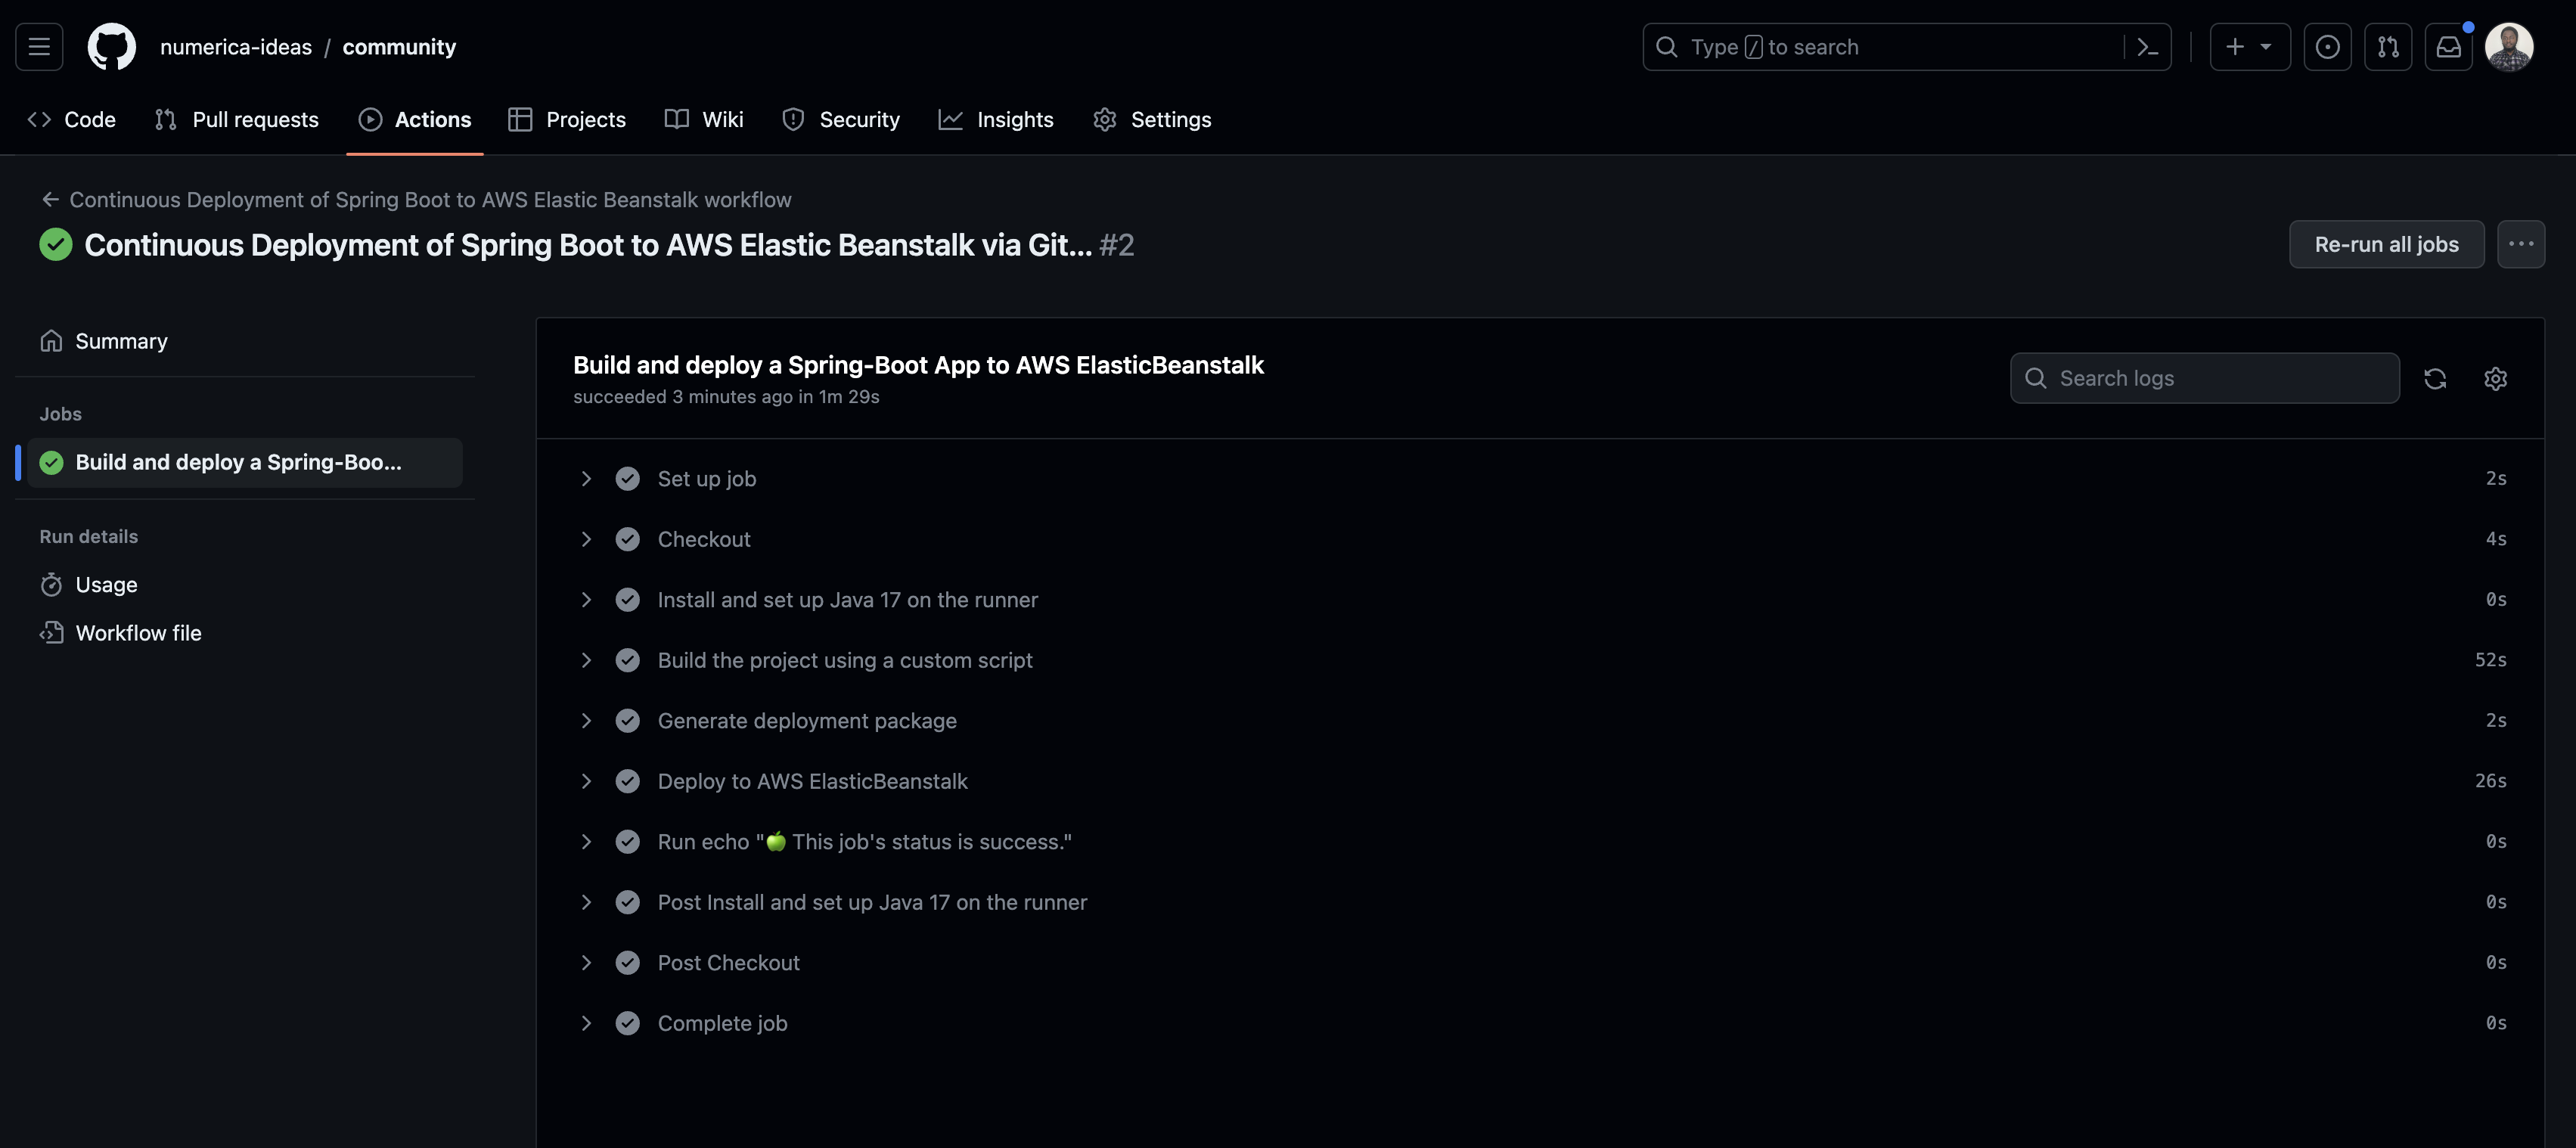 numerica-ideas / community
Type / to search
Code Pull requests Actions Projects Wiki Security Insights Settings
Continuous Deployment of Spring Boot to AWS Elastic Beanstalk workflow
Continuous Deployment of Spring Boot to AWS Elastic Beanstalk via Git... #2
Re-run all jobs
Summary
Jobs
Build and deploy a Spring-Boo...
Run details
Usage
Workflow file
Build and deploy a Spring-Boot App to AWS ElasticBeanstalk
succeeded 3 minutes ago in 1m 29s
Search logs
Set up job 2s
Checkout 4s
Install and set up Java 17 on the runner 0s
Build the project using a custom script 52s
Generate deployment package 2s
Deploy to AWS ElasticBeanstalk 26s
Run echo "🍏 This job's status is success." 0s
Post Install and set up Java 17 on the runner 0s
Post Checkout 0s
Complete job 0s